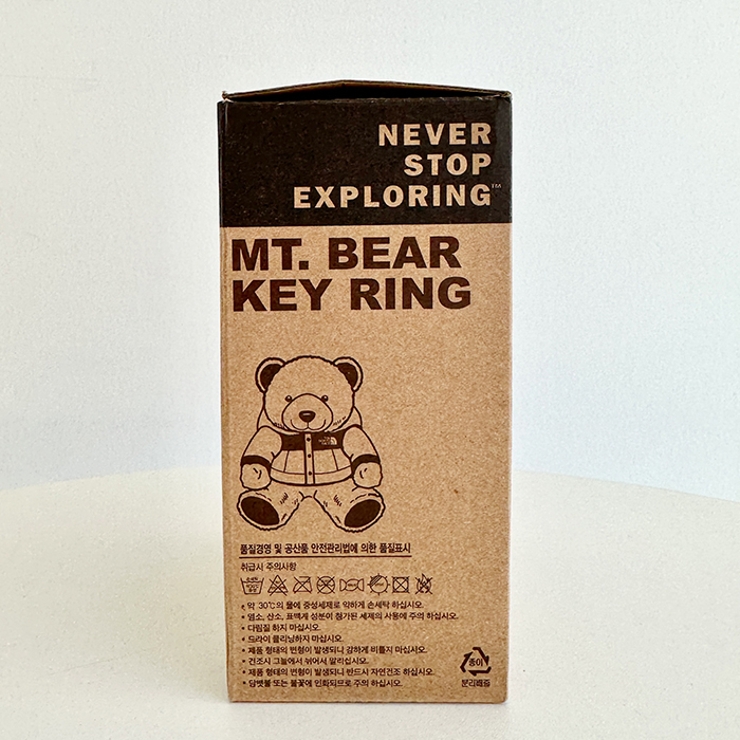 NEVER
STOP
EXPLORING™
MT. BEAR
KEY RING
품질경영 및 공산품 안전관리법에 의한 품질표시
취급시 주의사항
• 약 30℃의 물에 중성세제로 약하게 손세탁 하십시오.
• 염소, 산소, 표백제 성분이 첨가된 세제의 사용에 주의 하십시오.
• 다림질 하지 마십시오.
• 드라이 클리닝하지 마십시오.
• 제품 형태의 변형이 발생되니 강하게 비틀지 마십시오.
• 건조시 그늘에서 뉘어서 말리십시오.
• 제품 형태의 변형이 발생되니 반드시 자연건조 하십시오.
• 담뱃불 또는 불꽃에 인화되므로 주의 하십시오.
종이
분리배출